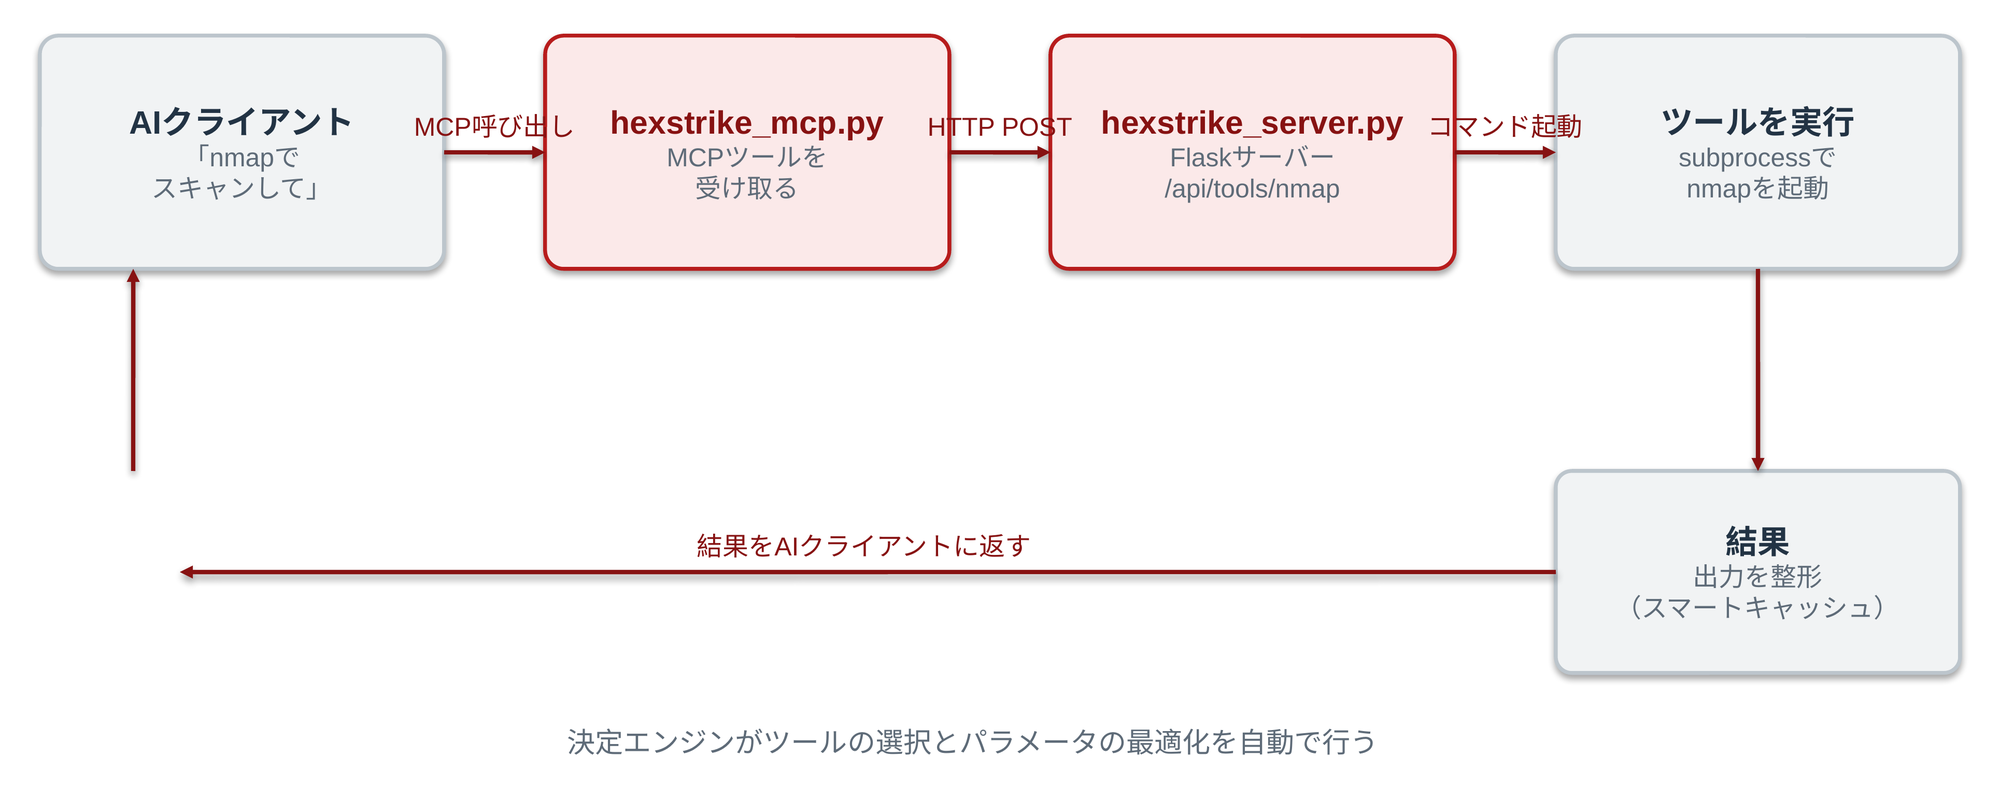 AIクライアント
「nmapで
スキャンして」
MCP呼び出し
hexstrike_mcp.py
MCPツールを
受け取る
HTTP POST
hexstrike_server.py
Flaskサーバー
/api/tools/nmap
コマンド起動
ツールを実行
subprocessで
nmapを起動
結果
出力を整形
（スマートキャッシュ）
結果をAIクライアントに返す
決定エンジンがツールの選択とパラメータの最適化を自動で行う